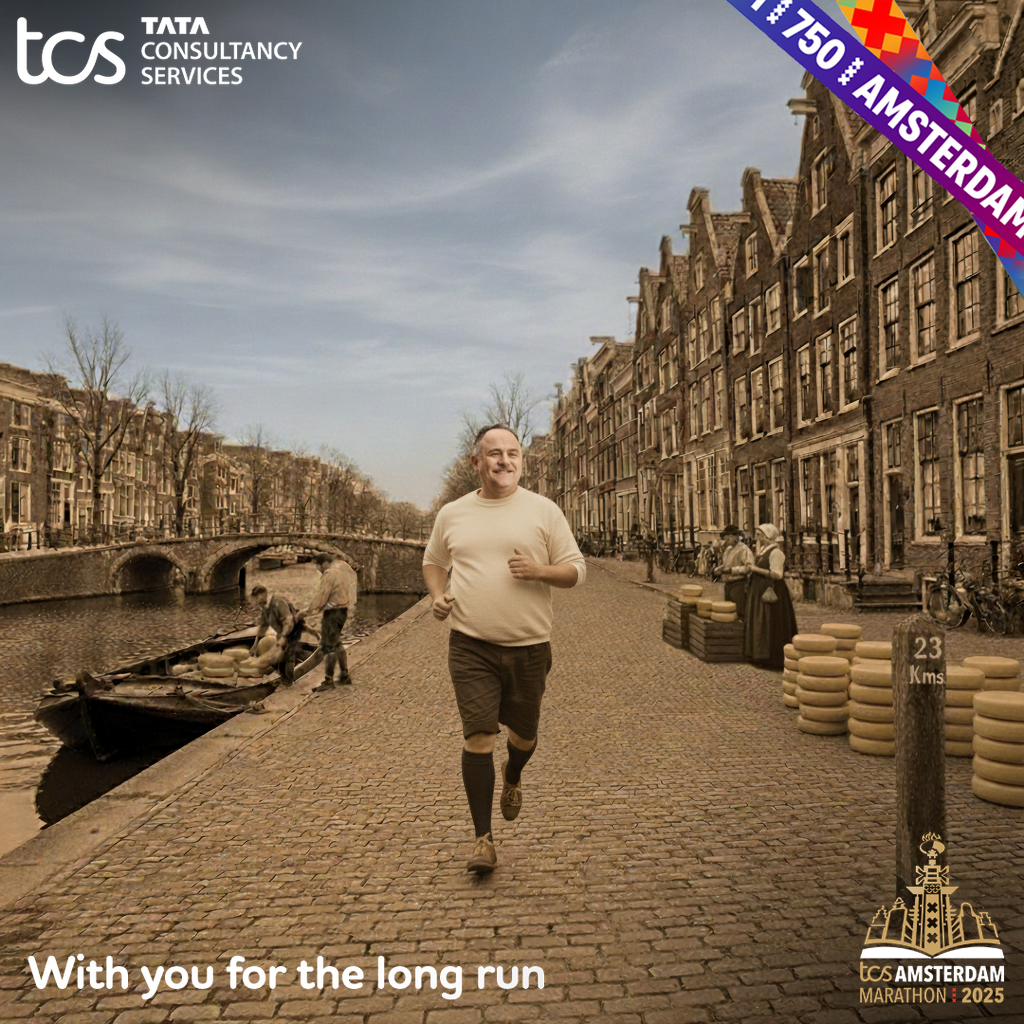 tcs
TATA
CONSULTANCY
SERVICES
750 AMSTERDAM
23
Kms
With you for the long run
tcs AMSTERDAM
MARATHON 2025